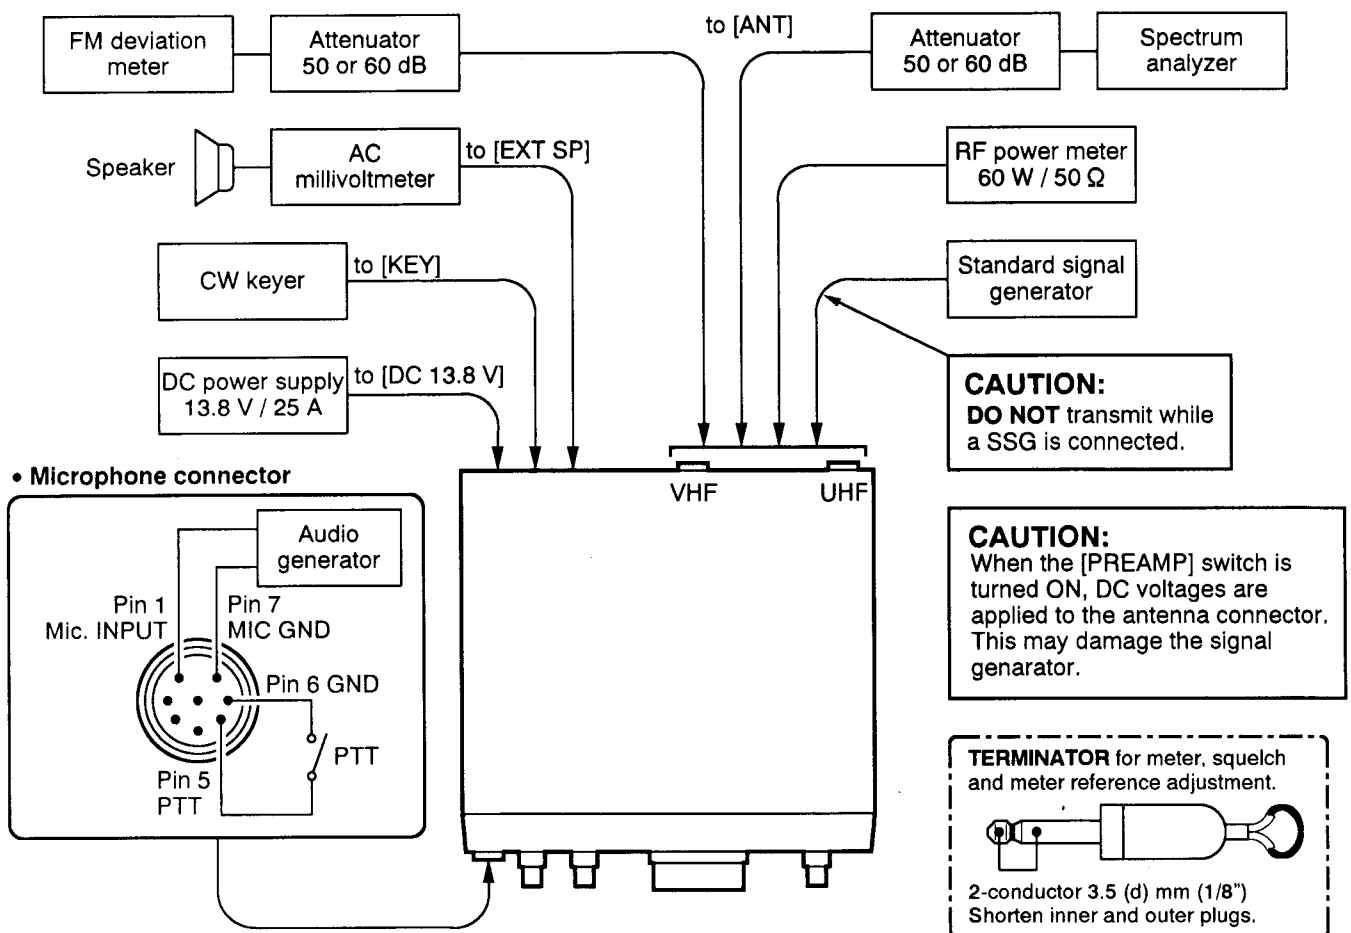 FM deviation
meter
Attenuator
50 or 60 dB
to [ANT]
Attenuator
50 or 60 dB
Spectrum
analyzer
Speaker
AC
millivoltmeter
to [EXT SP]
RF power meter
60 W / 50 Ω
CW keyer
to [KEY]
Standard signal
generator
DC power supply
13.8 V / 25 A
to [DC 13.8 V]
CAUTION:
DO NOT transmit while
a SSG is connected.
• Microphone connector
VHF
UHF
Audio
generator
Pin 1
Mic. INPUT
Pin 7
MIC GND
Pin 6 GND
PTT
Pin 5
PTT
CAUTION:
When the [PREAMP] switch is
turned ON, DC voltages are
applied to the antenna connector.
This may damage the signal
genarator.
TERMINATOR for meter, squelch
and meter reference adjustment.
2-conductor 3.5 (d) mm (1/8")
Shorten inner and outer plugs.